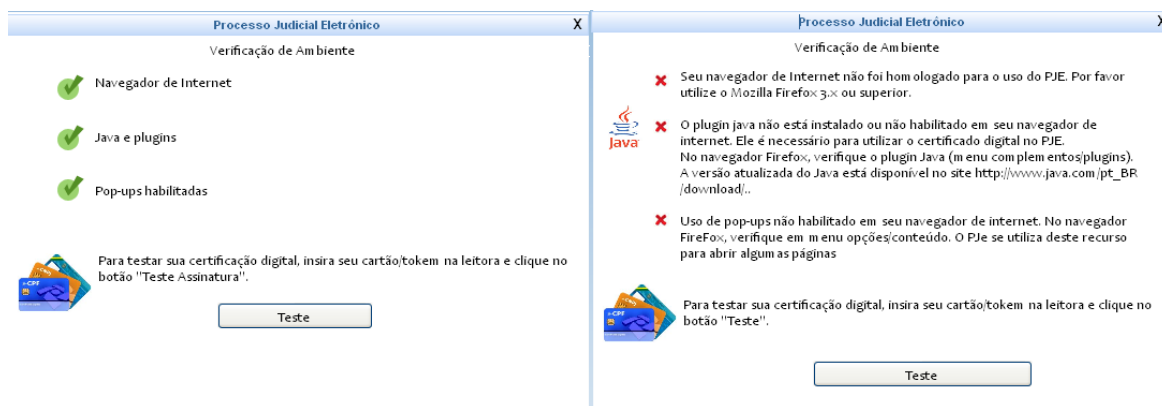 Processo Judicial Eletrónico X
Verificação de Ambiente
Navegador de Internet
Java e plugins
Pop-ups habilitadas
Para testar sua certificação digital, insira seu cartão/tokem na leitora e clique no
botão "Teste Assinatura".
e-CPF
Teste
Processo Judicial Eletrónico X
Verificação de Ambiente
Seu navegador de Internet não foi homologado para o uso do PJE. Por favor
utilize o Mozilla Firefox 3.x ou superior.
Java
O plugin java não está instalado ou não habilitado em seu navegador de
internet. Ele é necessário para utilizar o certificado digital no PJE.
No navegador Firefox, verifique o plugin Java (menu complementos/plugins).
A versão atualizada do Java está disponível no site http://www.java.com/pt_BR
/download/..
Uso de pop-ups não habilitado em seu navegador de internet. No navegador
FireFox, verifique em menu opções/conteúdo. O PJe se utiliza deste recurso
para abrir algumas páginas
Para testar sua certificação digital, insira seu cartão/tokem na leitora e clique no
botão "Teste".
e-CPF
Teste